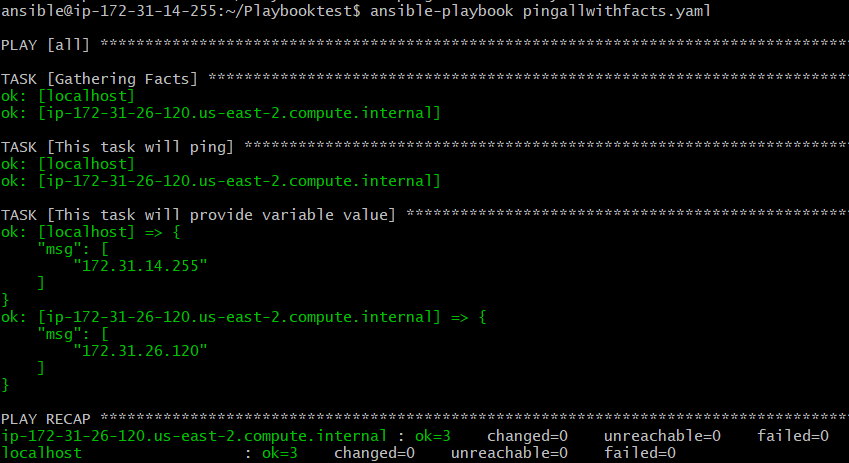 ansible@ip-172-31-14-255:~/Playbooktest$ ansible-playbook pingallwithfacts.yaml
PLAY [all] ***********************************************************************************
TASK [Gathering Facts] ***********************************************************************
ok: [localhost]
ok: [ip-172-31-26-120.us-east-2.compute.internal]
TASK [This task will ping] *******************************************************************
ok: [localhost]
ok: [ip-172-31-26-120.us-east-2.compute.internal]
TASK [This task will provide variable value] *************************************************
ok: [localhost] => {
    "msg": [
        "172.31.14.255"
    ]
}
ok: [ip-172-31-26-120.us-east-2.compute.internal] => {
    "msg": [
        "172.31.26.120"
    ]
}
PLAY RECAP ***********************************************************************************
ip-172-31-26-120.us-east-2.compute.internal : ok=3    changed=0    unreachable=0    failed=0
localhost                  : ok=3    changed=0    unreachable=0    failed=0